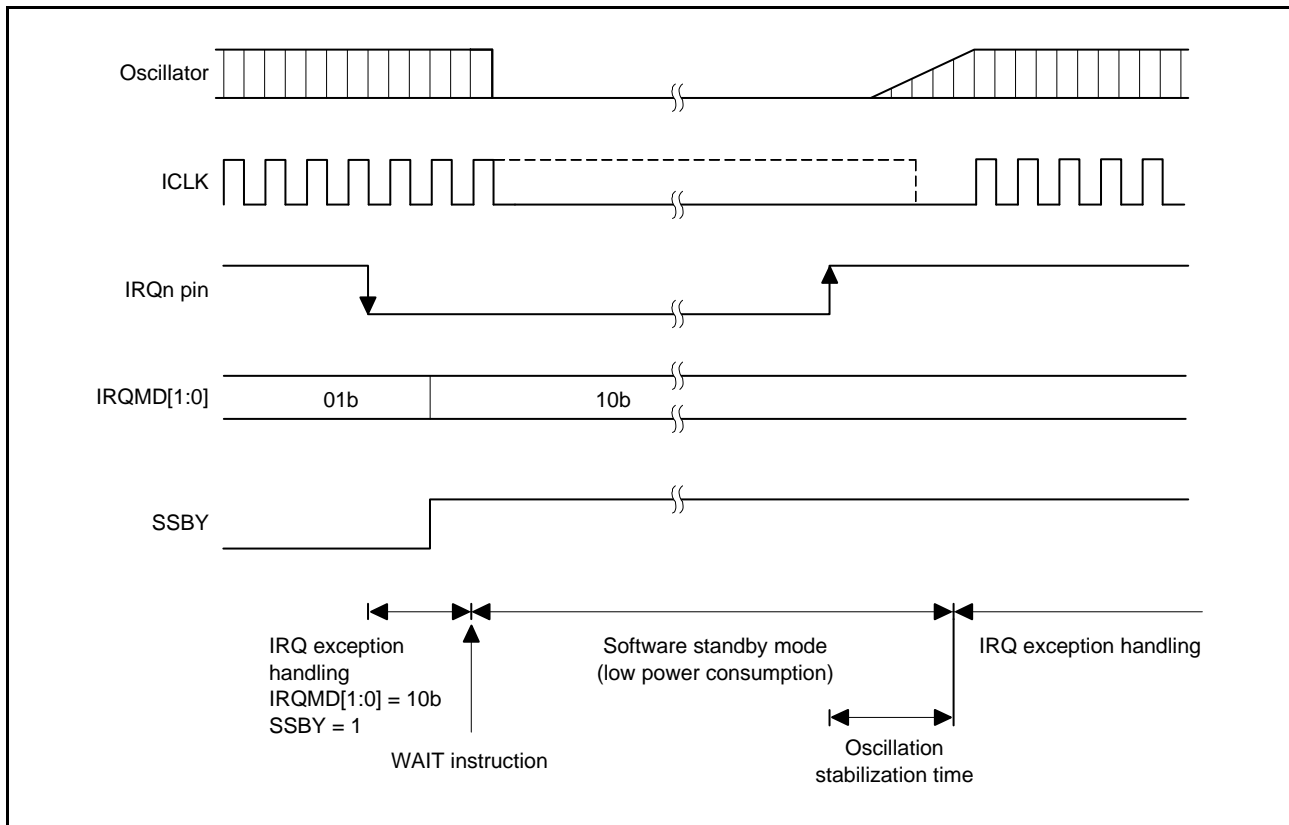 Oscillator
ICLK
IRQn pin
IRQMD[1:0]
01b
10b
SSBY
IRQ exception
handling
IRQMD[1:0] = 10b
SSBY = 1
WAIT instruction
Software standby mode
(low power consumption)
Oscillation
stabilization time
IRQ exception handling